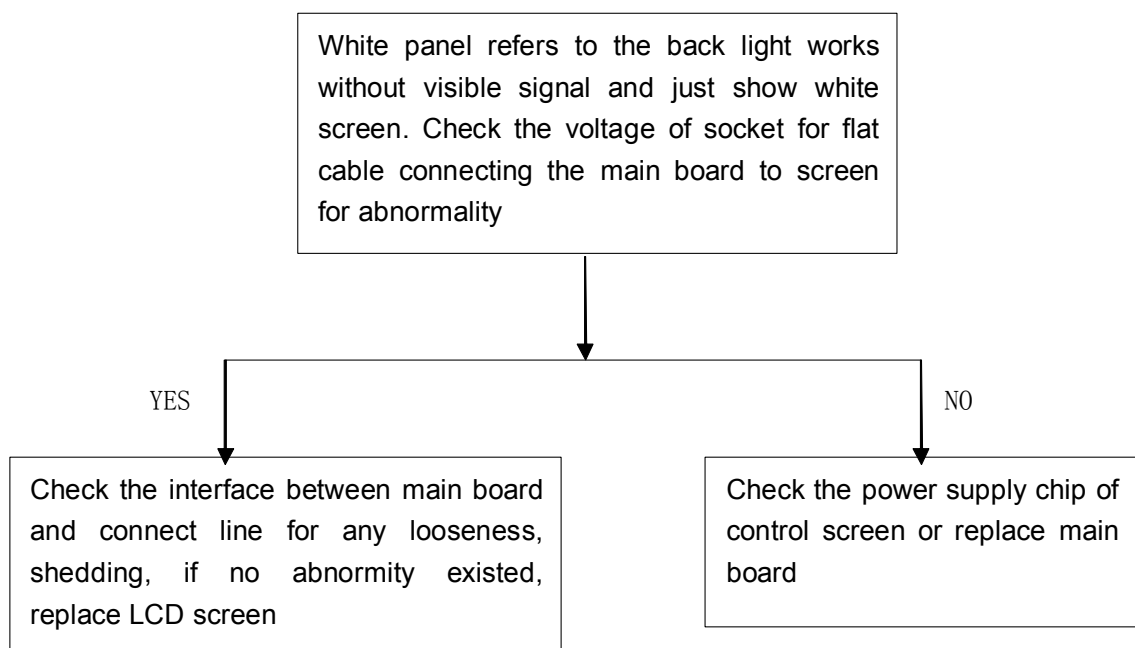 White panel refers to the back light works
without visible signal and just show white
screen. Check the voltage of socket for flat
cable connecting the main board to screen
for abnormality
YES
NO
Check the interface between main board
and connect line for any looseness,
shedding, if no abnormity existed,
replace LCD screen
Check the power supply chip of
control screen or replace main
board